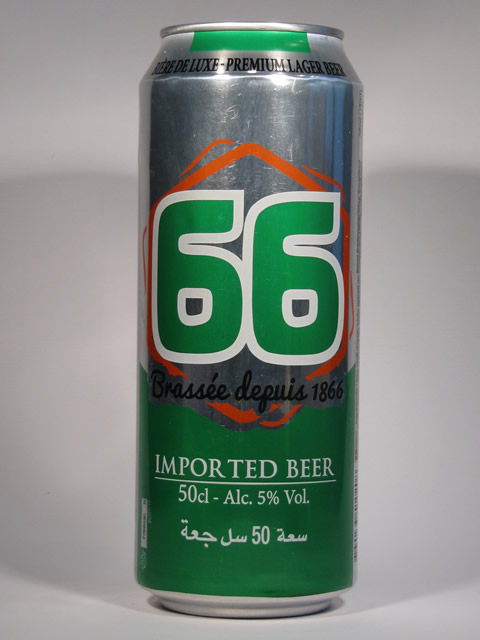 BIÈRE DE LUXE - PREMIUM LAGER BEER
66
Brassée depuis 1866
IMPORTED BEER
50cl - Alc. 5% Vol.
سعة 50 سل جعة